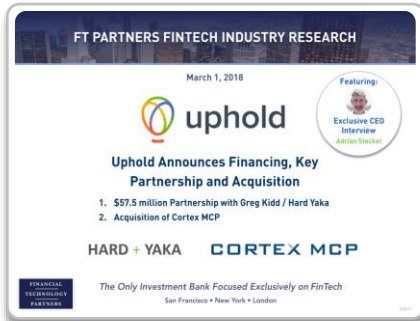 FT PARTNERS FINTECH INDUSTRY RESEARCH
March 1, 2018
Featuring:
Exclusive CEO
Interview
Adrian Steckel
uphold
Uphold Announces Financing, Key
Partnership and Acquisition
1. $57.5 million Partnership with Greg Kidd / Hard Yaka
2. Acquisition of Cortex MCP
HARD + YAKA CORTEX MCP
FINANCIAL
TECHNOLOGY
PARTNERS
The Only Investment Bank Focused Exclusively on FinTech
San Francisco • New York • London